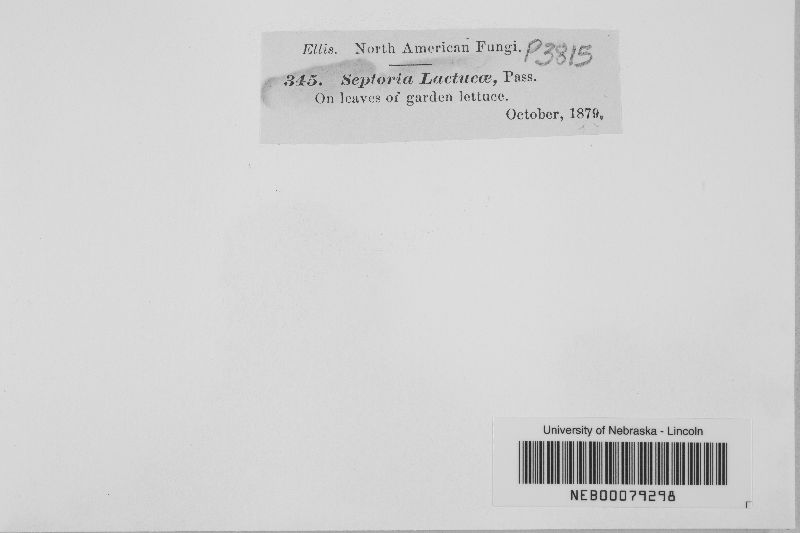 Ellis. North American Fungi. P3815
345. Septoria Lactucæ, Pass.
On leaves of garden lettuce.
October, 1879.
University of Nebraska - Lincoln
NEB00079298